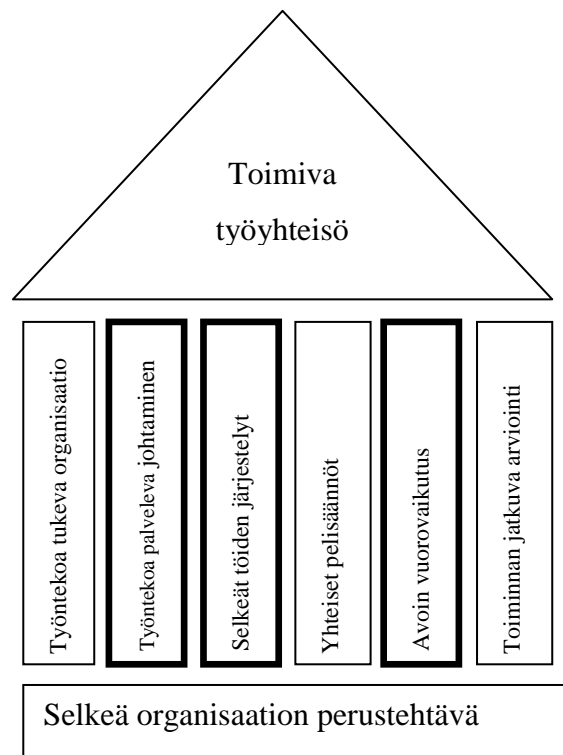 Toimiva
työyhteisö
Työntekoa tukeva organisaatio
Työntekoa palveleva johtaminen
Selkeät töiden järjestelyt
Yhteiset pelisäännöt
Avoin vuorovaikutus
Toiminnan jatkuva arviointi
Selkeä organisaation perustehtävä